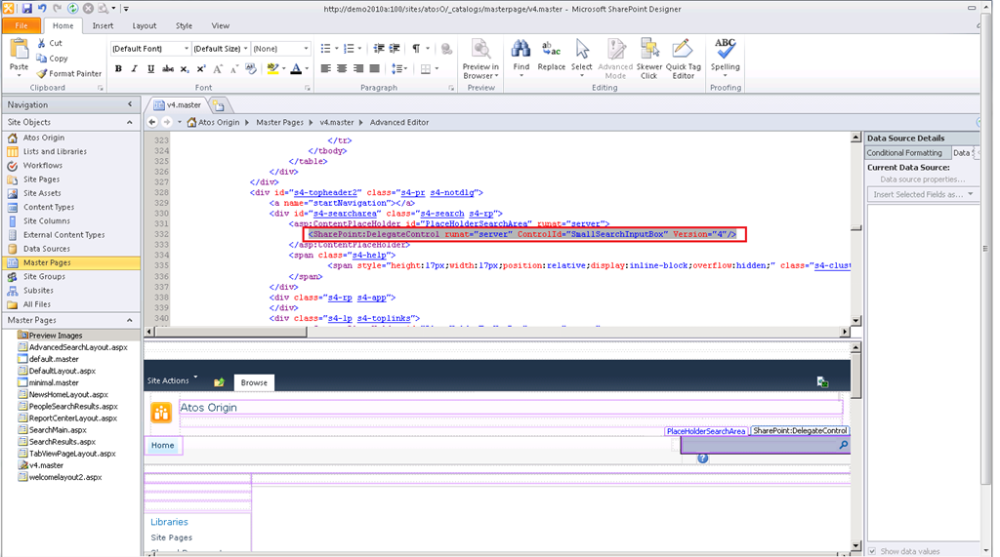 http://demo2010a:100/sites/atosO/_catalogs/masterpage/v4.master - Microsoft SharePoint Designer
File Home Insert Layout Style View
Paste
Cut
Copy
Format Painter
Clipboard
(Default Font) (Default Size) (None)
B I U abc x² x₂ A A
Font
Paragraph
Preview in Browser
Preview
Find
Replace
Select
Advanced Mode
Skewer Click
Quick Tag Editor
Editing
ABC
Spelling
Proofing
Navigation
Site Objects
Atos Origin
Lists and Libraries
Workflows
Site Pages
Site Assets
Content Types
Site Columns
External Content Types
Data Sources
Master Pages
Site Groups
Subsites
All Files
Master Pages
Preview Images
AdvancedSearchLayout.aspx
default.master
DefaultLayout.aspx
minimal.master
NewsHomeLayout.aspx
PeopleSearchResults.aspx
ReportCenterLayout.aspx
SearchMain.aspx
SearchResults.aspx
TabViewPageLayout.aspx
v4.master
welcomelayout2.aspx
v4.master
Atos Origin Master Pages v4.master Advanced Editor
323 </tr>
324 </tbody>
325 </table>
326 </div>
327 </div>
328 <div id="s4-topheader2" class="s4-pr s4-notdlg">
329 <a name="startNavigation"></a>
330 <div id="s4-searcharea" class="s4-search s4-rp">
331 <asp:ContentPlaceHolder id="PlaceHolderSearchArea" runat="server">
332 <SharePoint:DelegateControl runat="server" ControlId="SmallSearchInputBox" Version="4"/>
333 </asp:ContentPlaceHolder>
334 <span class="s4-help">
335 <span style="height:17px;width:17px;position:relative;display:inline-block;overflow:hidden;" class="s4-clust
336 </span>
337 </div>
338 <div class="s4-rp s4-app">
339 </div>
340 <div class="s4-lp s4-toplinks">
Site Actions
Browse
Atos Origin
PlaceHolderSearchArea SharePoint:DelegateControl
Home
Libraries
Site Pages
Data Source Details
Conditional Formatting Data S
Current Data Source:
Data source properties...
Insert Selected Fields as...
Show data values